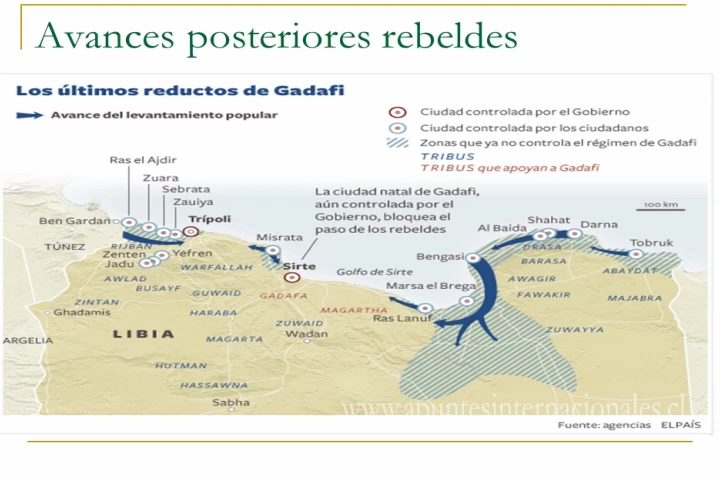 Avances posteriores rebeldes
Los últimos reductos de Gadafi
Avance del levantamiento popular
Ciudad controlada por el Gobierno
Ciudad controlada por los ciudadanos
Zonas que ya no controla el régimen de Gadafi
TRIBUS
TRIBUS que apoyan a Gadafi
Ras el Ajdir
Zuara
Sebrata
Zauiya
La ciudad natal de Gadafi,
aún controlada por el
Gobierno, bloquea el
paso de los rebeldes
100 km
Ben Gardan
Trípoli
Misrata
Al Baida
Shahat
Darna
Tobruk
TÚNEZ
RIJBAN
Zenten
Yefren
Jadu
WARFALLAH
Sirte
Golfo de Sirte
Bengasi
DRASA
BARASA
ABAYDAT
AWLAD
BUSAYF
GUWAID
GADAFA
Marsa el Brega
AWAGIR
FAWAKIR
MAJABRA
ZINTAN
Ghadamis
HARABA
MAGARTHA
Ras Lanuf
ZUWAID
Wadan
ZUWAYYA
ARGELIA
LIBIA
MAGARTA
HUTMAN
HASSAWNA
Sabha
www.apuntesinternacionales.cl
Fuente: agencias EL PAÍS